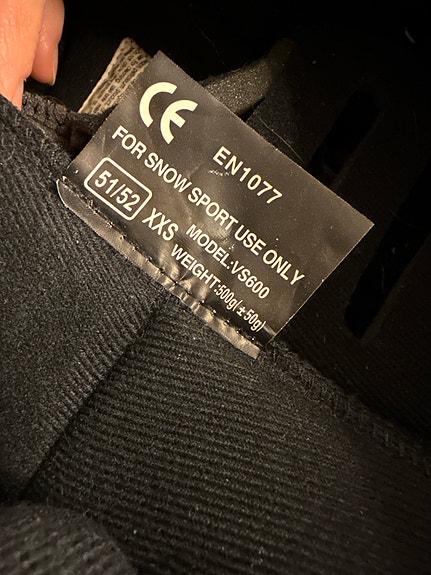 CE
EN1077
FOR SNOW SPORT USE ONLY
51/52 MODEL:VS600
XXS WEIGHT:500g(±50g)